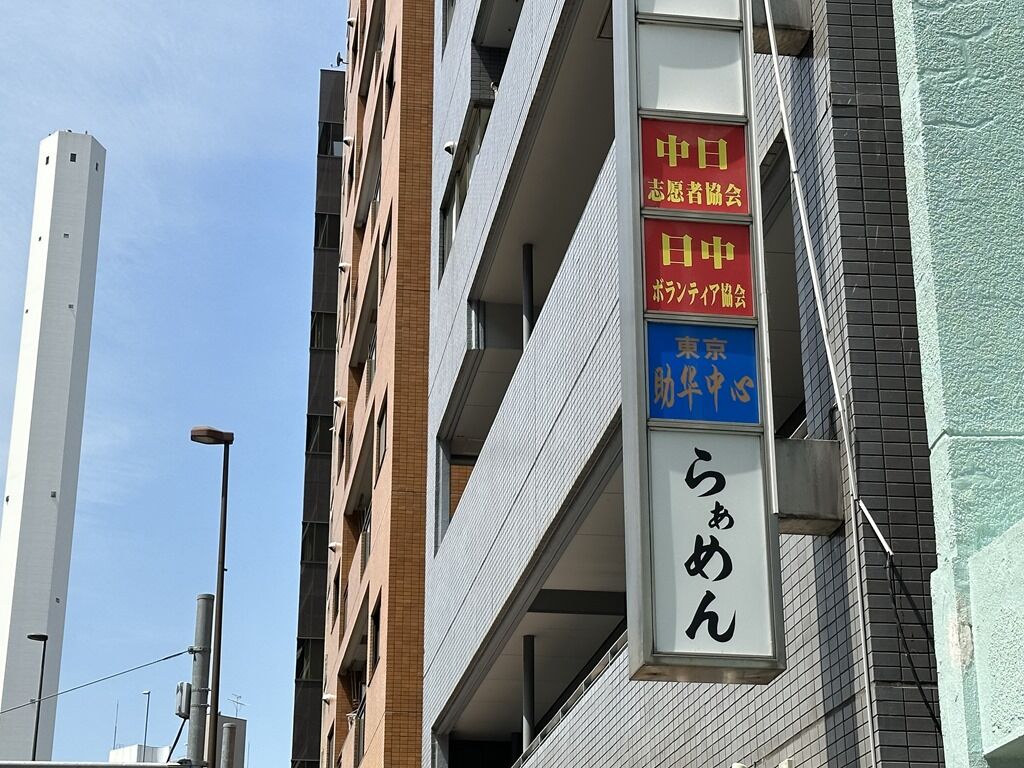 中日
志愿者協会
日中
ボランティア協会
東京
助华中心
らぁめん